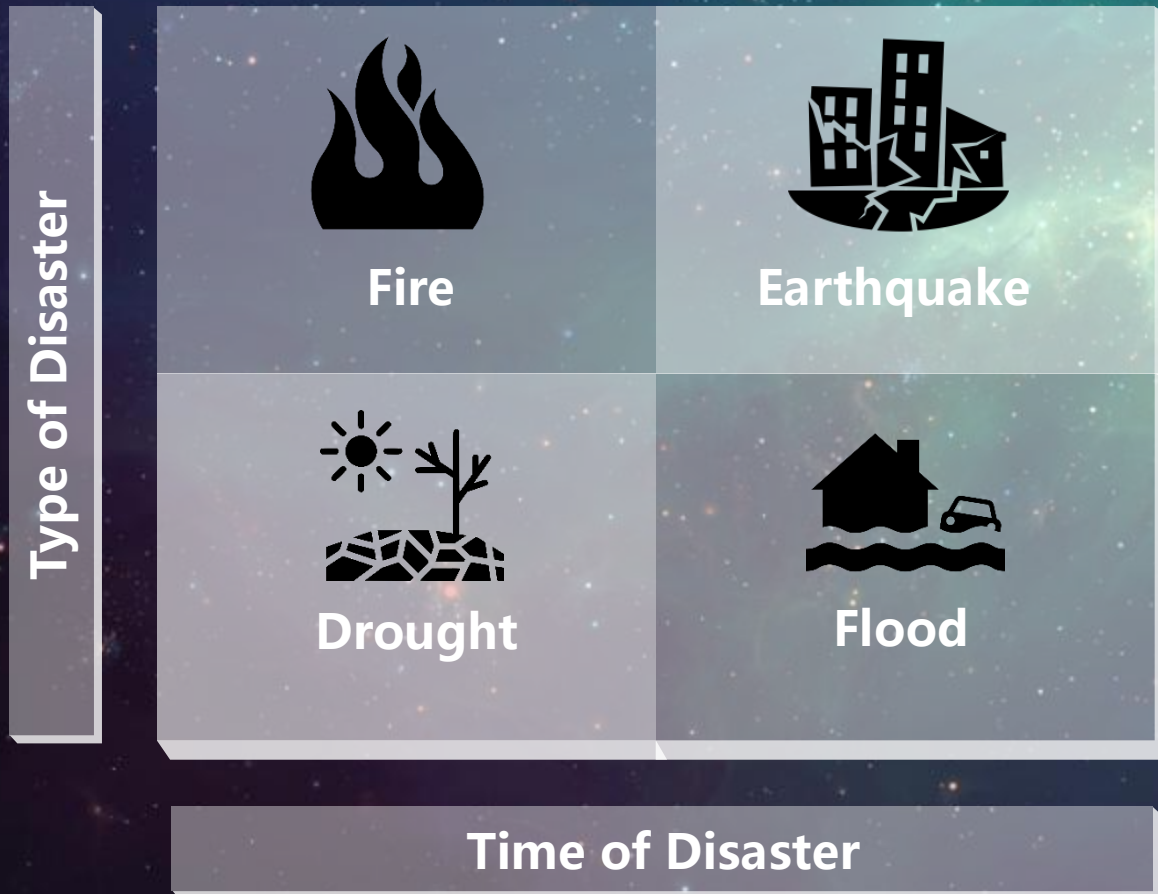 Type of Disaster
Fire
Earthquake
Drought
Flood
Time of Disaster